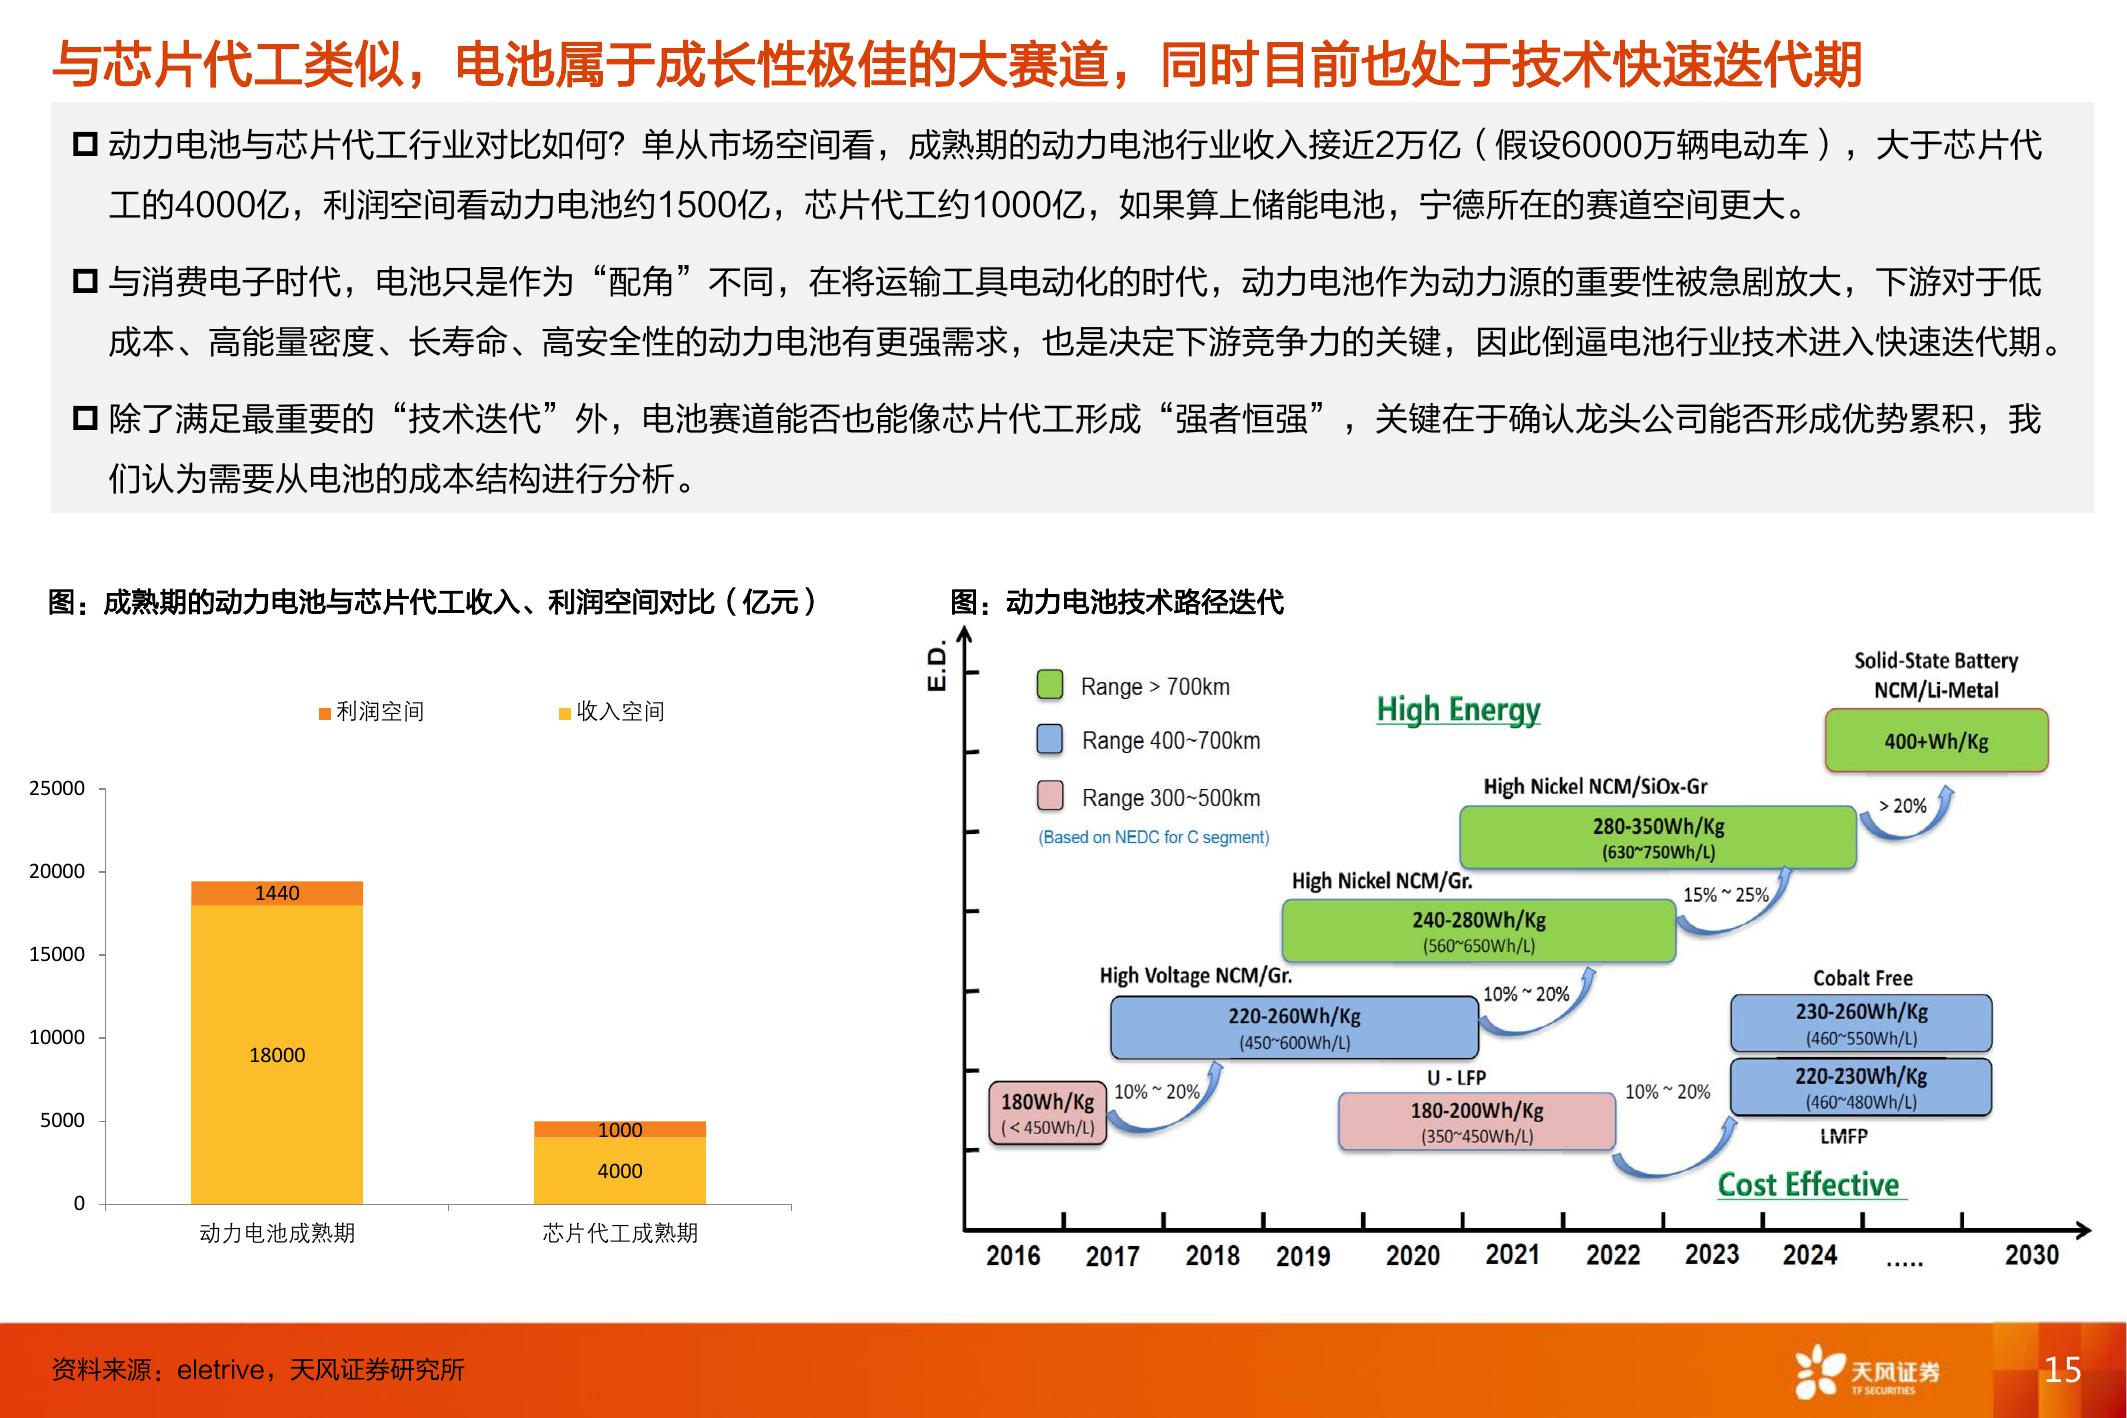 与芯片代工类似，电池属于成长性极佳的大赛道，同时目前也处于技术快速迭代期
动力电池与芯片代工行业对比如何？单从市场空间看，成熟期的动力电池行业收入接近2万亿（假设6000万辆电动车），大于芯片代
工的4000亿，利润空间看动力电池约1500亿，芯片代工约1000亿，如果算上储能电池，宁德所在的赛道空间更大。
与消费电子时代，电池只是作为“配角”不同，在将运输工具电动化的时代，动力电池作为动力源的重要性被急剧放大，下游对于低
成本、高能量密度、长寿命、高安全性的动力电池有更强需求，也是决定下游竞争力的关键，因此倒逼电池行业技术进入快速迭代期。
除了满足最重要的“技术迭代”外，电池赛道能否也能像芯片代工形成“强者恒强”，关键在于确认龙头公司能否形成优势累积，我
们认为需要从电池的成本结构进行分析。
图：成熟期的动力电池与芯片代工收入、利润空间对比（亿元）
利润空间
收入空间
25000
20000
15000
10000
5000
0
1440
18000
1000
4000
动力电池成熟期
芯片代工成熟期
图：动力电池技术路径迭代
E.D.
Range > 700km
Range 400~700km
Range 300~500km
(Based on NEDC for C segment)
High Energy
Solid-State Battery
NCM/Li-Metal
400+Wh/Kg
> 20%
High Nickel NCM/SiOx-Gr
280-350Wh/Kg
(630~750Wh/L)
15% ~ 25%
High Nickel NCM/Gr.
240-280Wh/Kg
(560~650Wh/L)
10% ~ 20%
High Voltage NCM/Gr.
220-260Wh/Kg
(450~600Wh/L)
10% ~ 20%
180Wh/Kg
( < 450Wh/L)
U - LFP
180-200Wh/Kg
(350~450Wh/L)
10% ~ 20%
Cobalt Free
230-260Wh/Kg
(460~550Wh/L)
220-230Wh/Kg
(460~480Wh/L)
LMFP
Cost Effective
2016
2017
2018
2019
2020
2021
2022
2023
2024
.....
2030
资料来源：eletrive，天风证券研究所
天风证券
TF SECURITIES
15